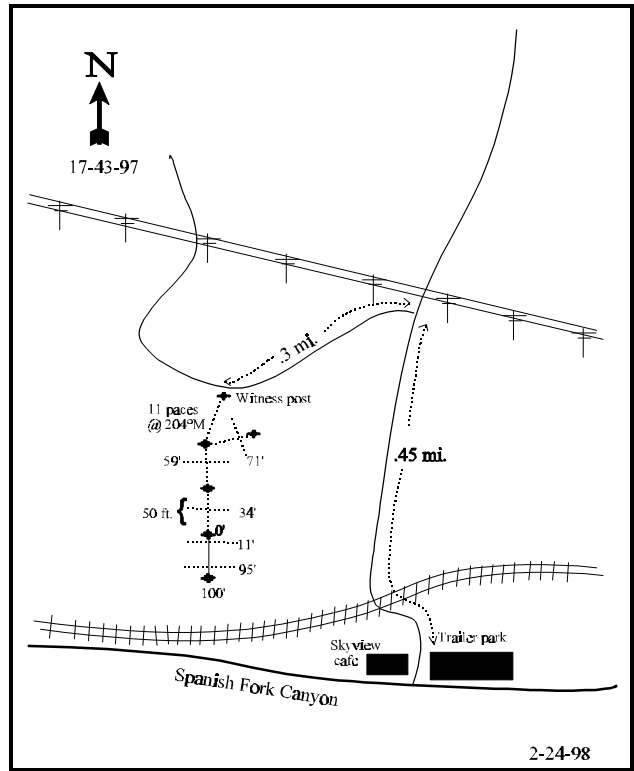 N
17-43-97
.3 mi.
Witness post
11 paces
@ 204°M
59'
71'
.45 mi.
50 ft. {
34'
0'
11'
95'
100'
Skyview
cafe
Trailer park
Spanish Fork Canyon
2-24-98